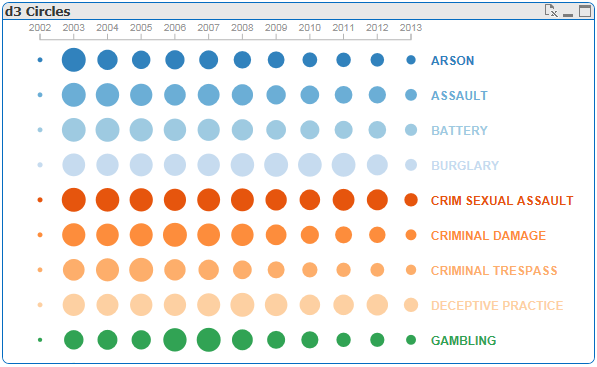 d3 Circles
2002 2003 2004 2005 2006 2007 2008 2009 2010 2011 2012 2013
ARSON
ASSAULT
BATTERY
BURGLARY
CRIM SEXUAL ASSAULT
CRIMINAL DAMAGE
CRIMINAL TRESPASS
DECEPTIVE PRACTICE
GAMBLING